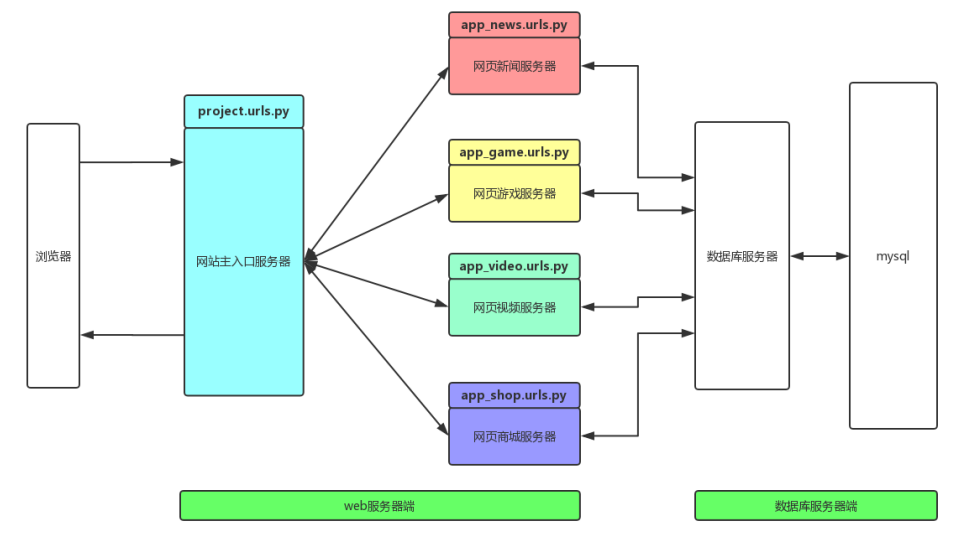 浏览器
project.urls.py
网站主入口服务器
app_news.urls.py
网页新闻服务器
app_game.urls.py
网页游戏服务器
app_video.urls.py
网页视频服务器
app_shop.urls.py
网页商城服务器
数据库服务器
mysql
web服务器端
数据库服务器端